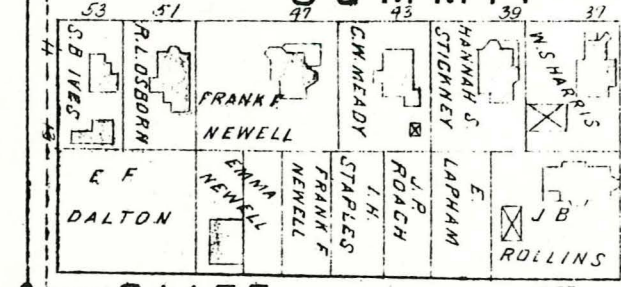 53 51 47 43 39 37
S B IVES
R.L. OSBORN
FRANK F
NEWELL
C.W. MEADY
HANNAH S.
STICKNEY
W.S. HARRIS
E F
DALTON
EMMA
NEWELL
FRANK F
NEWELL
I.H.
STAPLES
J.P.
ROACH
E.
LAPHAM
J B
ROLLINS